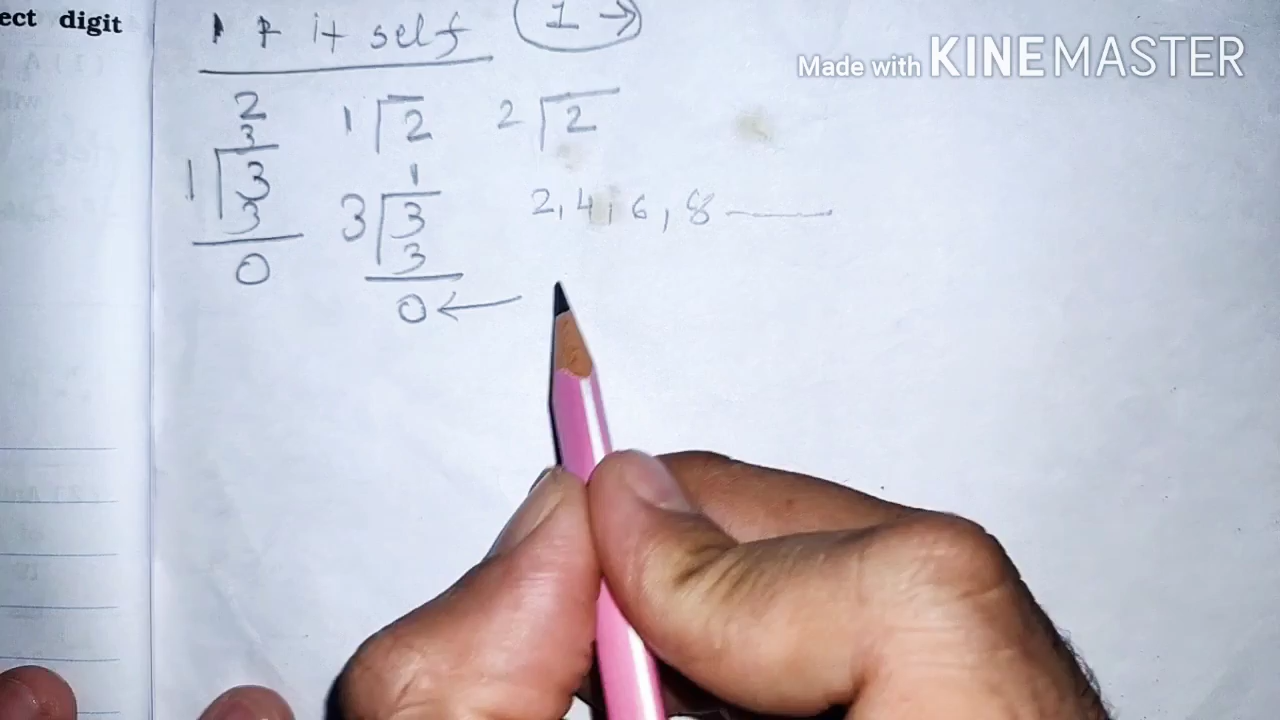 ect digit
1 & it self 1 →
Made with KINEMASTER
2
3
1 3
3
0
1 2
1
3 3
3
0 ←
2 2
2, 4, 6, 8